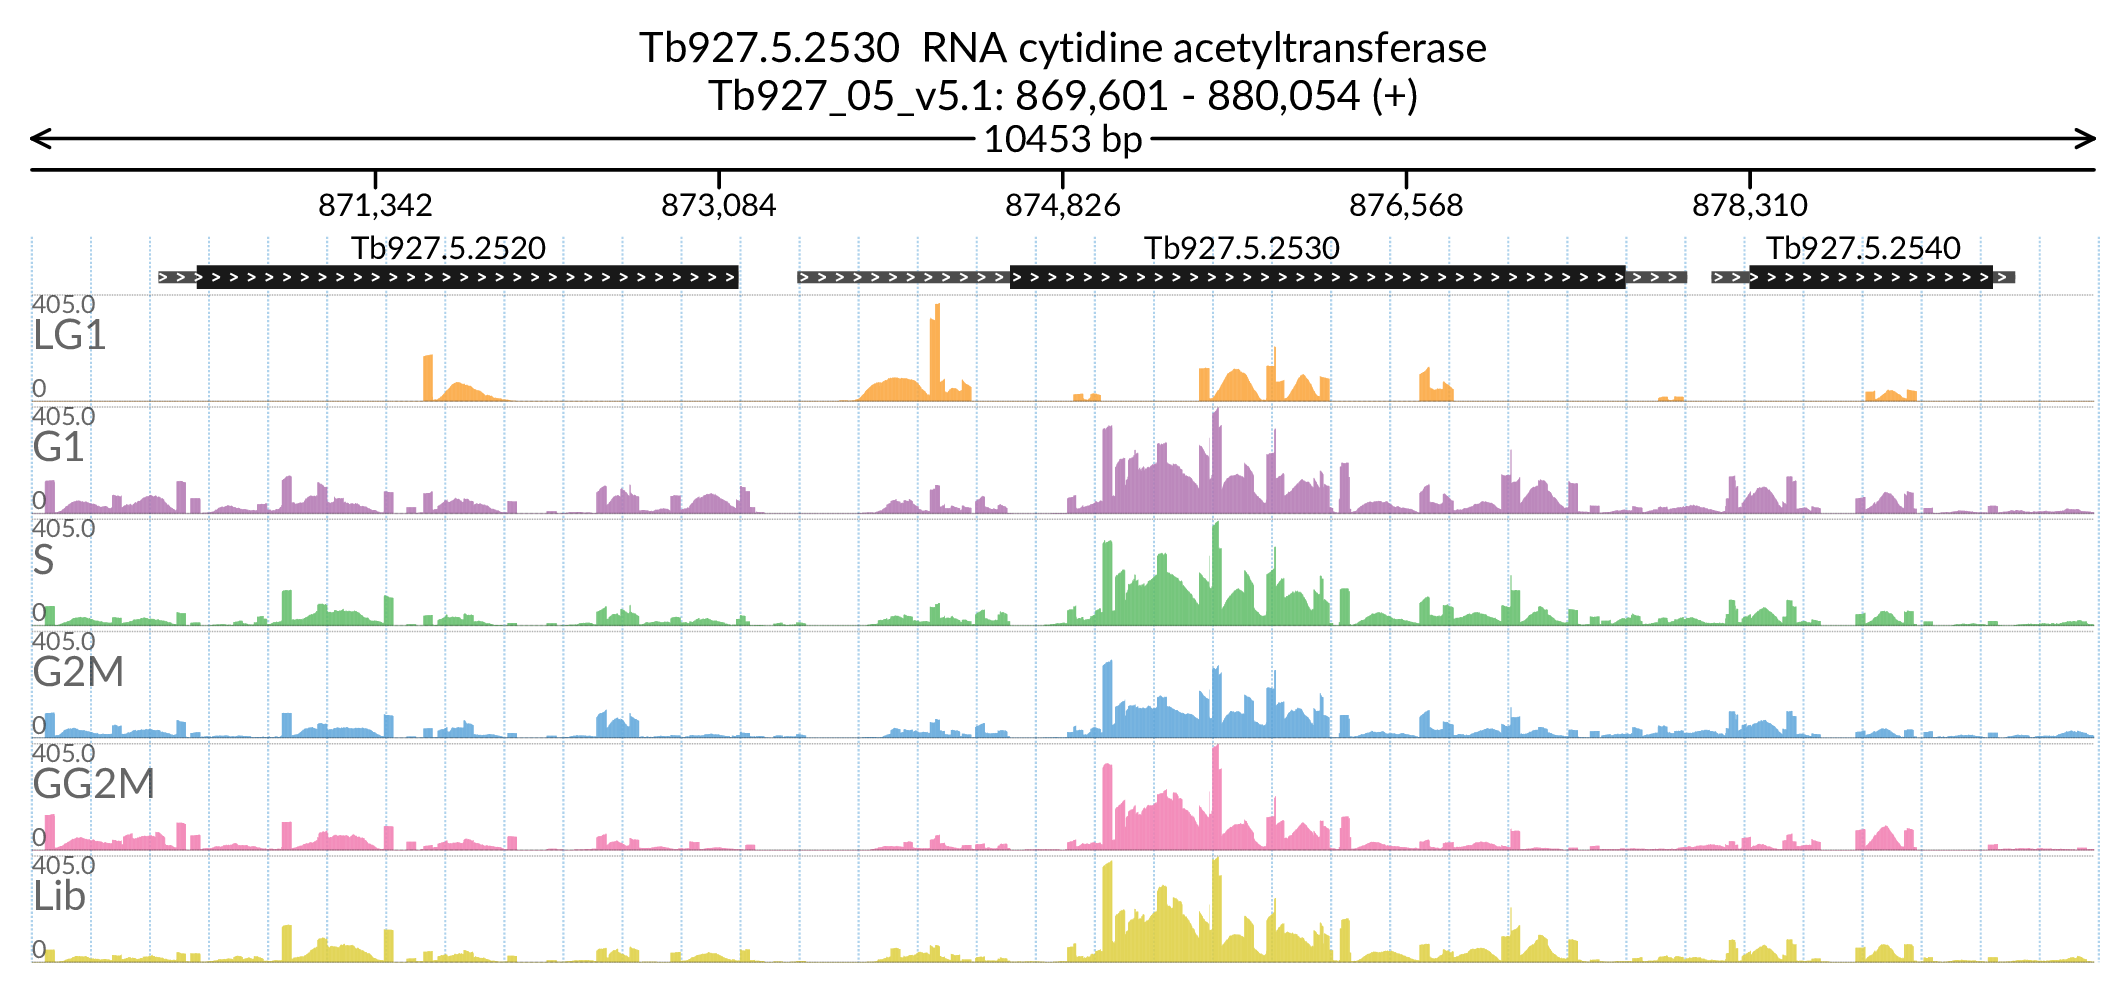 Tb927.5.2530  RNA cytidine acetyltransferase
Tb927_05_v5.1: 869,601 - 880,054 (+)
10453 bp
871,342 873,084 874,826 876,568 878,310
Tb927.5.2520 Tb927.5.2530 Tb927.5.2540
405.0
LG1
0
405.0
G1
0
405.0
S
0
405.0
G2M
0
405.0
GG2M
0
405.0
Lib
0